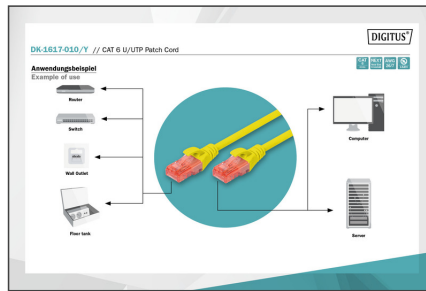 DIGITUS®
DK-1617-010/Y // CAT 6 U/UTP Patch Cord
Anwendungsbeispiel
Example of use
Router
Switch
Wall Outlet
Floor tank
Computer
Server